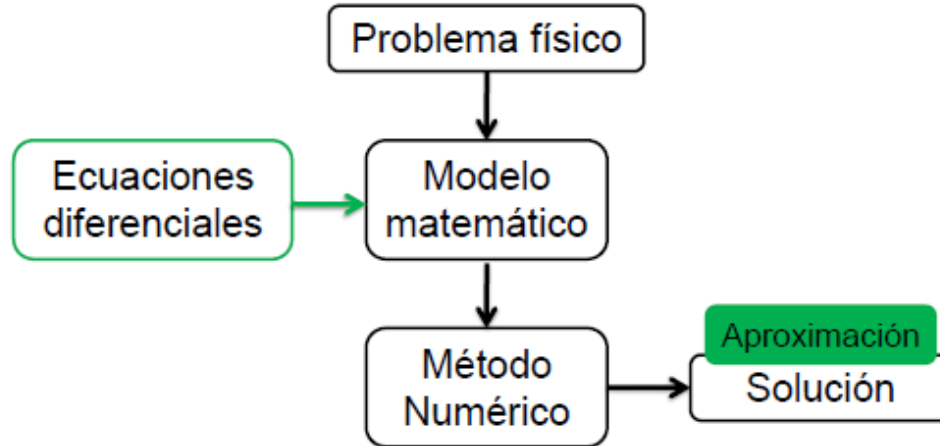 Problema físico
Ecuaciones
diferenciales
Modelo
matemático
Método
Numérico
Aproximación
Solución